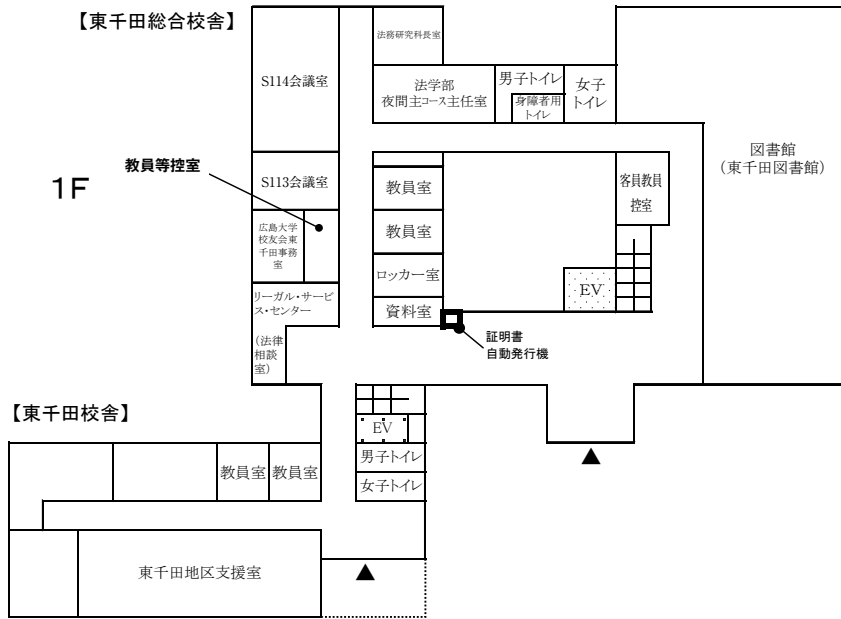 【東千田総合校舎】
1F
法務研究科長室
S114会議室
法学部
夜間主コース主任室
男子トイレ
身障者用
トイレ
女子
トイレ
図書館
（東千田図書館）
教員等控室
S113会議室
教員室
客員教員
控室
広島大学
校友会東
千田事務
室
教員室
ロッカー室
EV
リーガル・サービ
ス・センター
資料室
（法律
相談
室）
証明書
自動発行機
【東千田校舎】
EV
教員室
教員室
男子トイレ
女子トイレ
東千田地区支援室